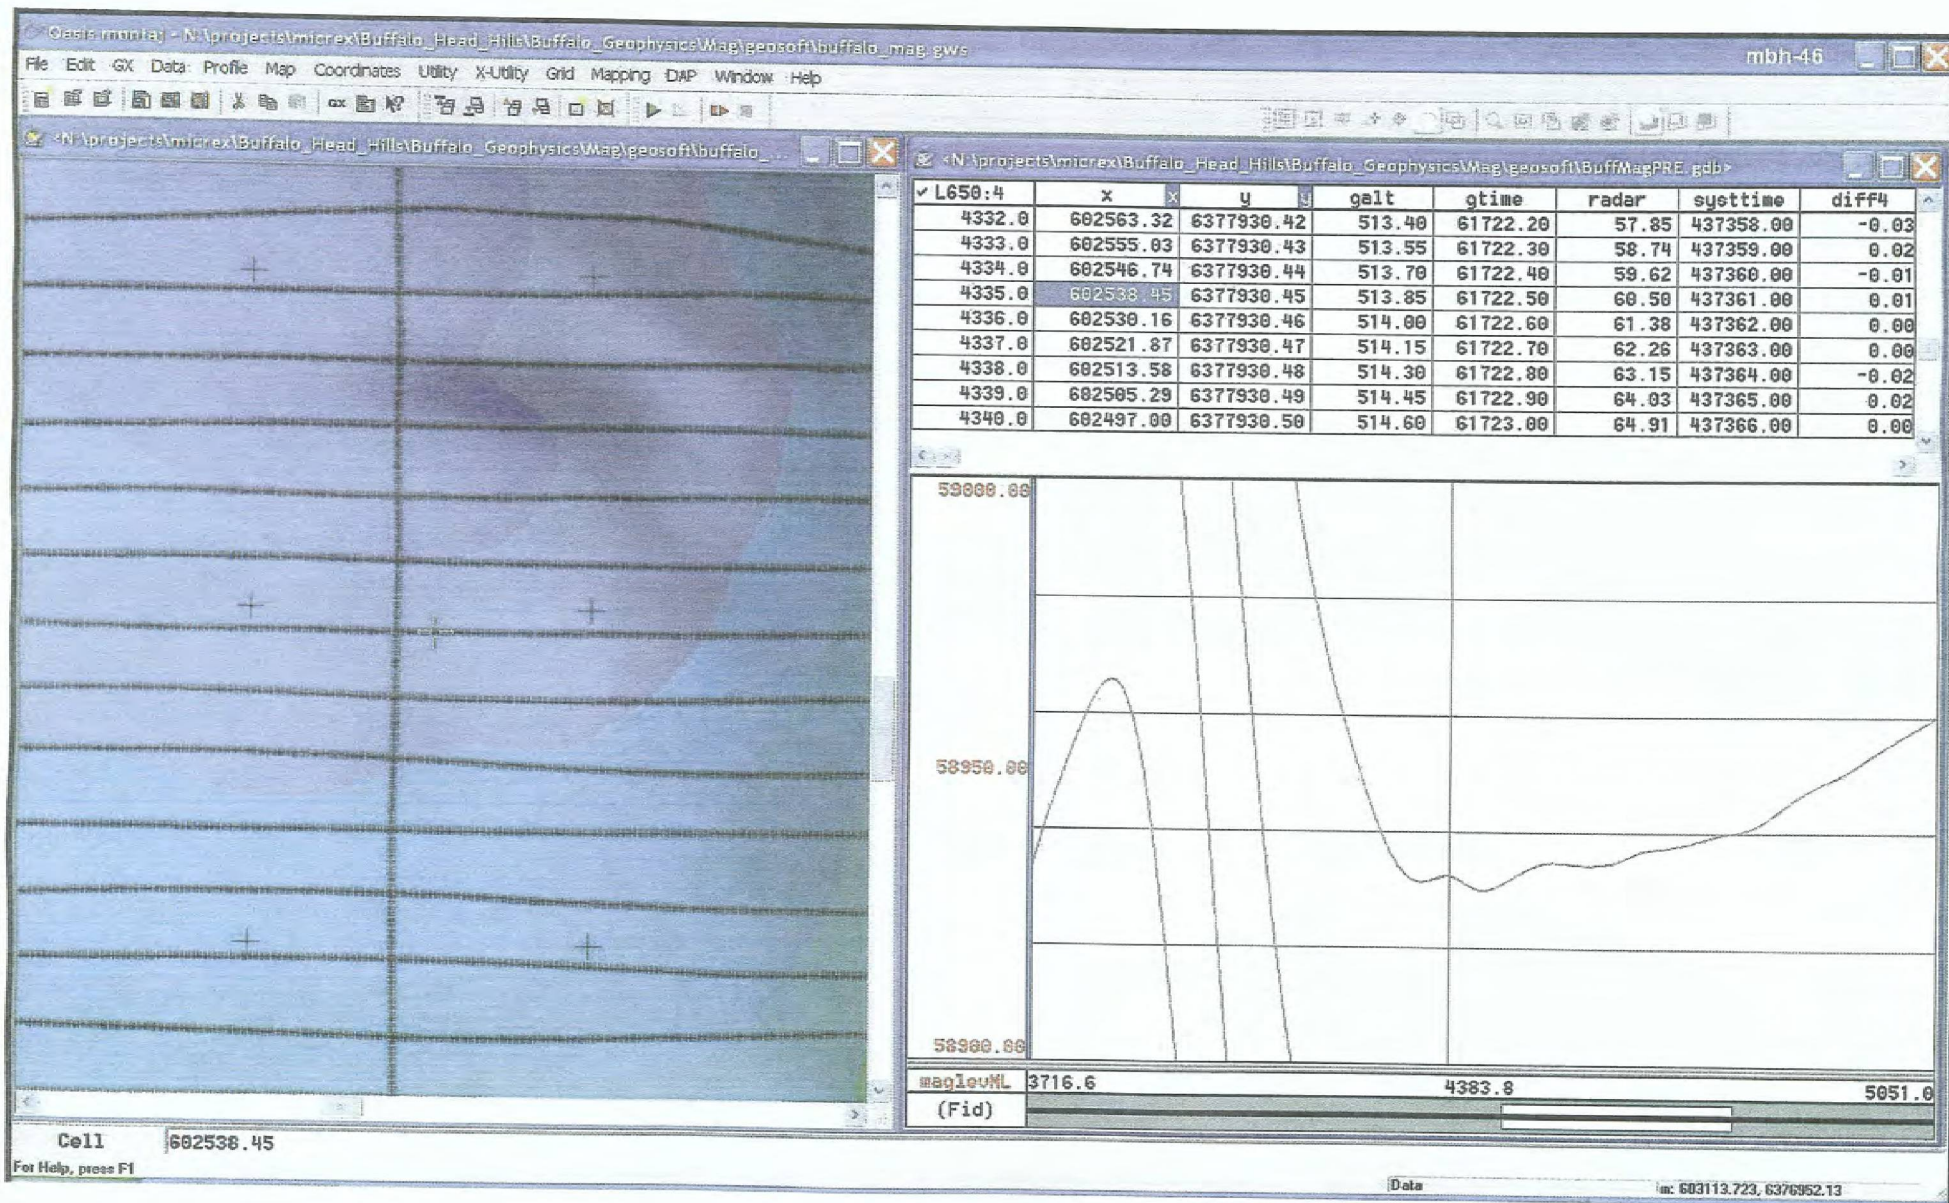 Oasis montaj - N:\projects\micrex\Buffalo_Head_Hills\Buffalo_Geophysics\Mag\geosoft\buffalo_mag.gws
mbh-46
File Edit GX Data Profile Map Coordinates Utility X-Utility Grid Mapping DAP Window Help
GX
<N:\projects\micrex\Buffalo_Head_Hills\Buffalo_Geophysics\Mag\geosoft\buffalo_...
<N:\projects\micrex\Buffalo_Head_Hills\Buffalo_Geophysics\Mag\geosoft\BuffMagPRE.gdb>
✓ L650:4 x x y y galt gtime radar systtime diff4
4332.0 602563.32 6377930.42 513.40 61722.20 57.85 437358.00 -0.03
4333.0 602555.03 6377930.43 513.55 61722.30 58.74 437359.00 0.02
4334.0 602546.74 6377930.44 513.70 61722.40 59.62 437360.00 -0.01
4335.0 602538.45 6377930.45 513.85 61722.50 60.50 437361.00 0.01
4336.0 602530.16 6377930.46 514.00 61722.60 61.38 437362.00 0.00
4337.0 602521.87 6377930.47 514.15 61722.70 62.26 437363.00 0.00
4338.0 602513.58 6377930.48 514.30 61722.80 63.15 437364.00 -0.02
4339.0 602505.29 6377930.49 514.45 61722.90 64.03 437365.00 0.02
4340.0 602497.00 6377930.50 514.60 61723.00 64.91 437366.00 0.00
59000.00
58950.00
58900.00
maglevML 3716.6 4383.8 5051.0
(Fid)
Cell 602538.45
For Help, press F1
Data
m: 603113.723, 6376952.13